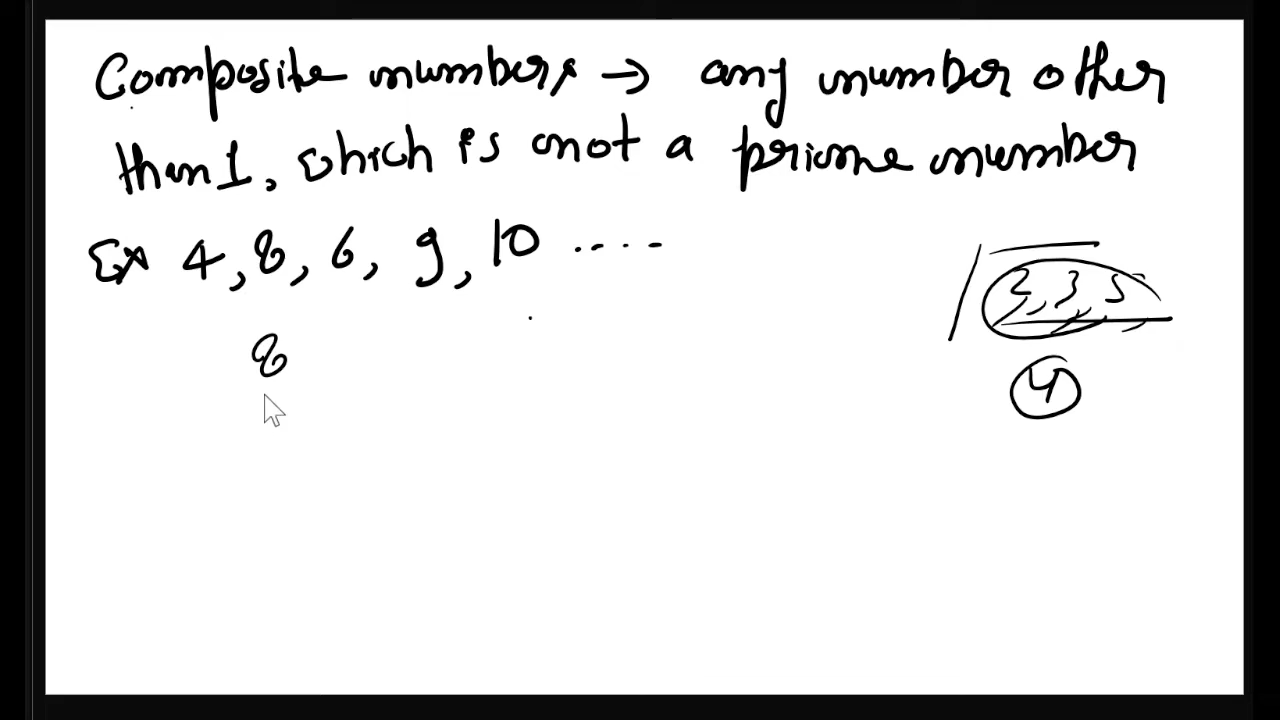 Composite numbers → any number other
than 1, which is not a prime number
Ex 4, 8, 6, 9, 10 .....
2, 3, 5,
8
4